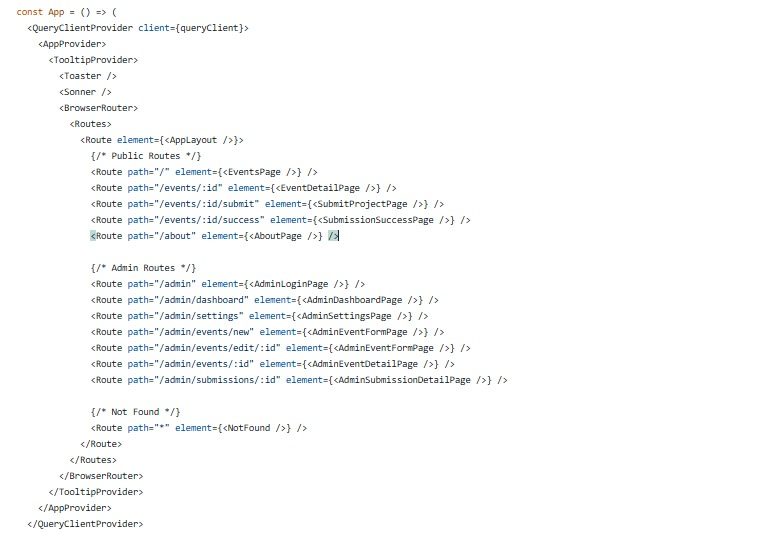 const App = () => (
<QueryClientProvider client={queryClient}>
<AppProvider>
<TooltipProvider>
<Toaster />
<Sonner />
<BrowserRouter>
<Routes>
<Route element={<AppLayout />}>
{/* Public Routes */}
<Route path="/" element={<EventsPage />} />
<Route path="/events/:id" element={<EventDetailPage />} />
<Route path="/events/:id/submit" element={<SubmitProjectPage />} />
<Route path="/events/:id/success" element={<SubmissionSuccessPage />} />
<Route path="/about" element={<AboutPage />} />
{/* Admin Routes */}
<Route path="/admin" element={<AdminLoginPage />} />
<Route path="/admin/dashboard" element={<AdminDashboardPage />} />
<Route path="/admin/settings" element={<AdminSettingsPage />} />
<Route path="/admin/events/new" element={<AdminEventFormPage />} />
<Route path="/admin/events/edit/:id" element={<AdminEventFormPage />} />
<Route path="/admin/events/:id" element={<AdminEventDetailPage />} />
<Route path="/admin/submissions/:id" element={<AdminSubmissionDetailPage />} />
{/* Not Found */}
<Route path="*" element={<NotFound />} />
</Route>
</Routes>
</BrowserRouter>
</TooltipProvider>
</AppProvider>
</QueryClientProvider>